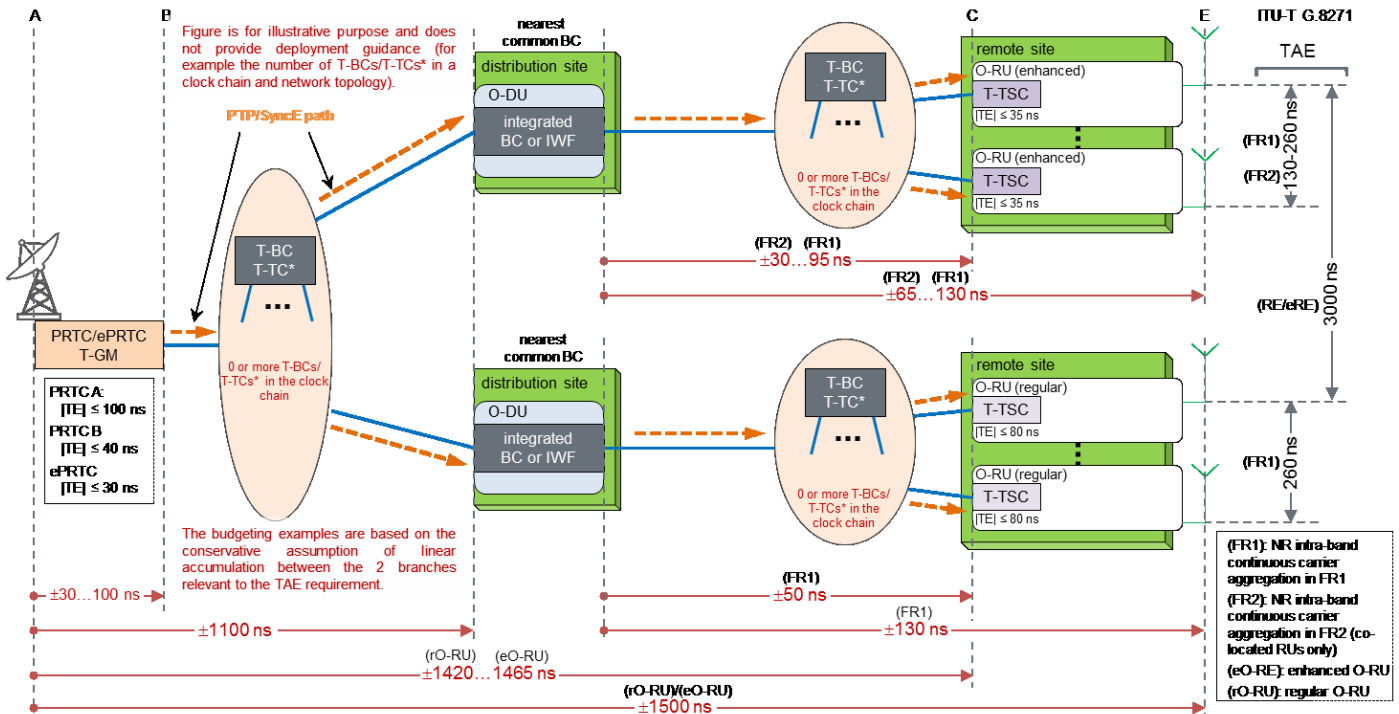 A
B
C
E
ITU-T G.8271
TAE
Figure is for illustrative purpose and does
not provide deployment guidance (for
example the number of T-BCs/T-TCs* in a
clock chain and network topology).
PTP/SyncE path
nearest
common BC
distribution site
O-DU
integrated
BC or IWF
T-BC
T-TC*
...
0 or more T-BCs/
T-TCs* in the
clock chain
remote site
O-RU (enhanced)
T-TSC
|TE| ≤ 35 ns
O-RU (enhanced)
T-TSC
|TE| ≤ 35 ns
(FR1)
(FR2)
130-260 ns
(FR2) (FR1)
±30...95 ns
(FR2) (FR1)
±65...130 ns
(RE/eRE)
3000 ns
T-BC
T-TC*
...
0 or more T-BCs/
T-TCs* in the clock
chain
PRTC/ePRTC
T-GM
PRTC A:
|TE| ≤ 100 ns
PRTC B
|TE| ≤ 40 ns
ePRTC
|TE| ≤ 30 ns
nearest
common BC
distribution site
O-DU
integrated
BC or IWF
T-BC
T-TC*
...
0 or more T-BCs/
T-TCs* in the
clock chain
remote site
O-RU (regular)
T-TSC
|TE| ≤ 80 ns
O-RU (regular)
T-TSC
|TE| ≤ 80 ns
(FR1)
260 ns
The budgeting examples are based on the
conservative assumption of linear
accumulation between the 2 branches
relevant to the TAE requirement.
(FR1)
±50 ns
(FR1)
±130 ns
±30...100 ns
±1100 ns
(rO-RU) (eO-RU)
±1420...1465 ns
(rO-RU)/(eO-RU)
±1500 ns
(FR1): NR intra-band
continuous carrier
aggregation in FR1
(FR2): NR intra-band
continuous carrier
aggregation in FR2 (co-
located RUs only)
(eO-RE): enhanced O-RU
(rO-RU): regular O-RU